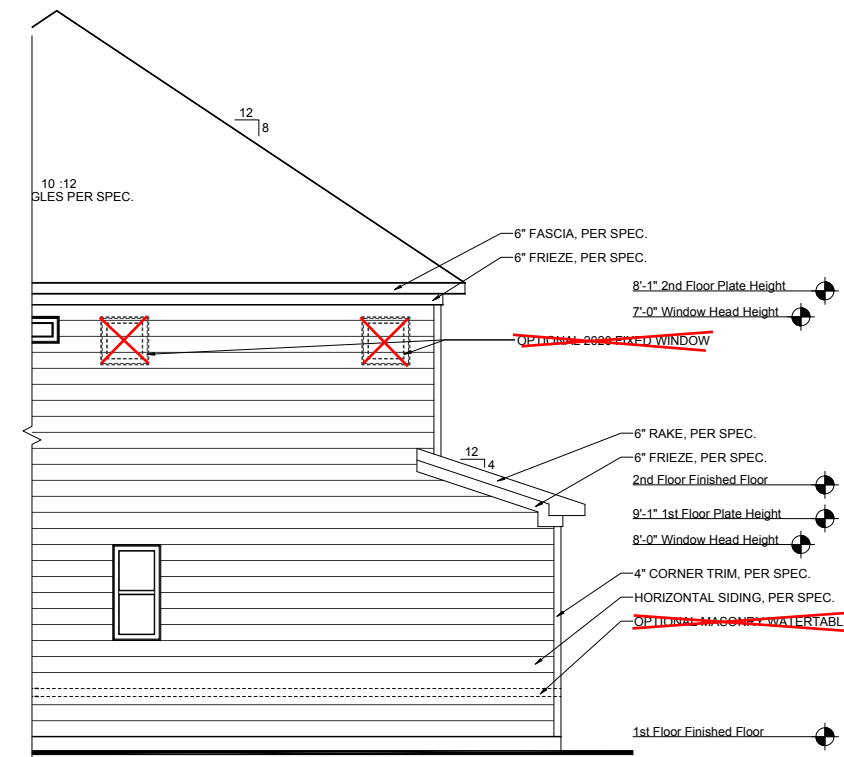 12
8
10 :12
GLES PER SPEC.
6" FASCIA, PER SPEC.
6" FRIEZE, PER SPEC.
8'-1" 2nd Floor Plate Height
7'-0" Window Head Height
OPTIONAL 2020 FIXED WINDOW
6" RAKE, PER SPEC.
12
4
6" FRIEZE, PER SPEC.
2nd Floor Finished Floor
9'-1" 1st Floor Plate Height
8'-0" Window Head Height
4" CORNER TRIM, PER SPEC.
HORIZONTAL SIDING, PER SPEC.
OPTIONAL MASONRY WATERTABL
1st Floor Finished Floor